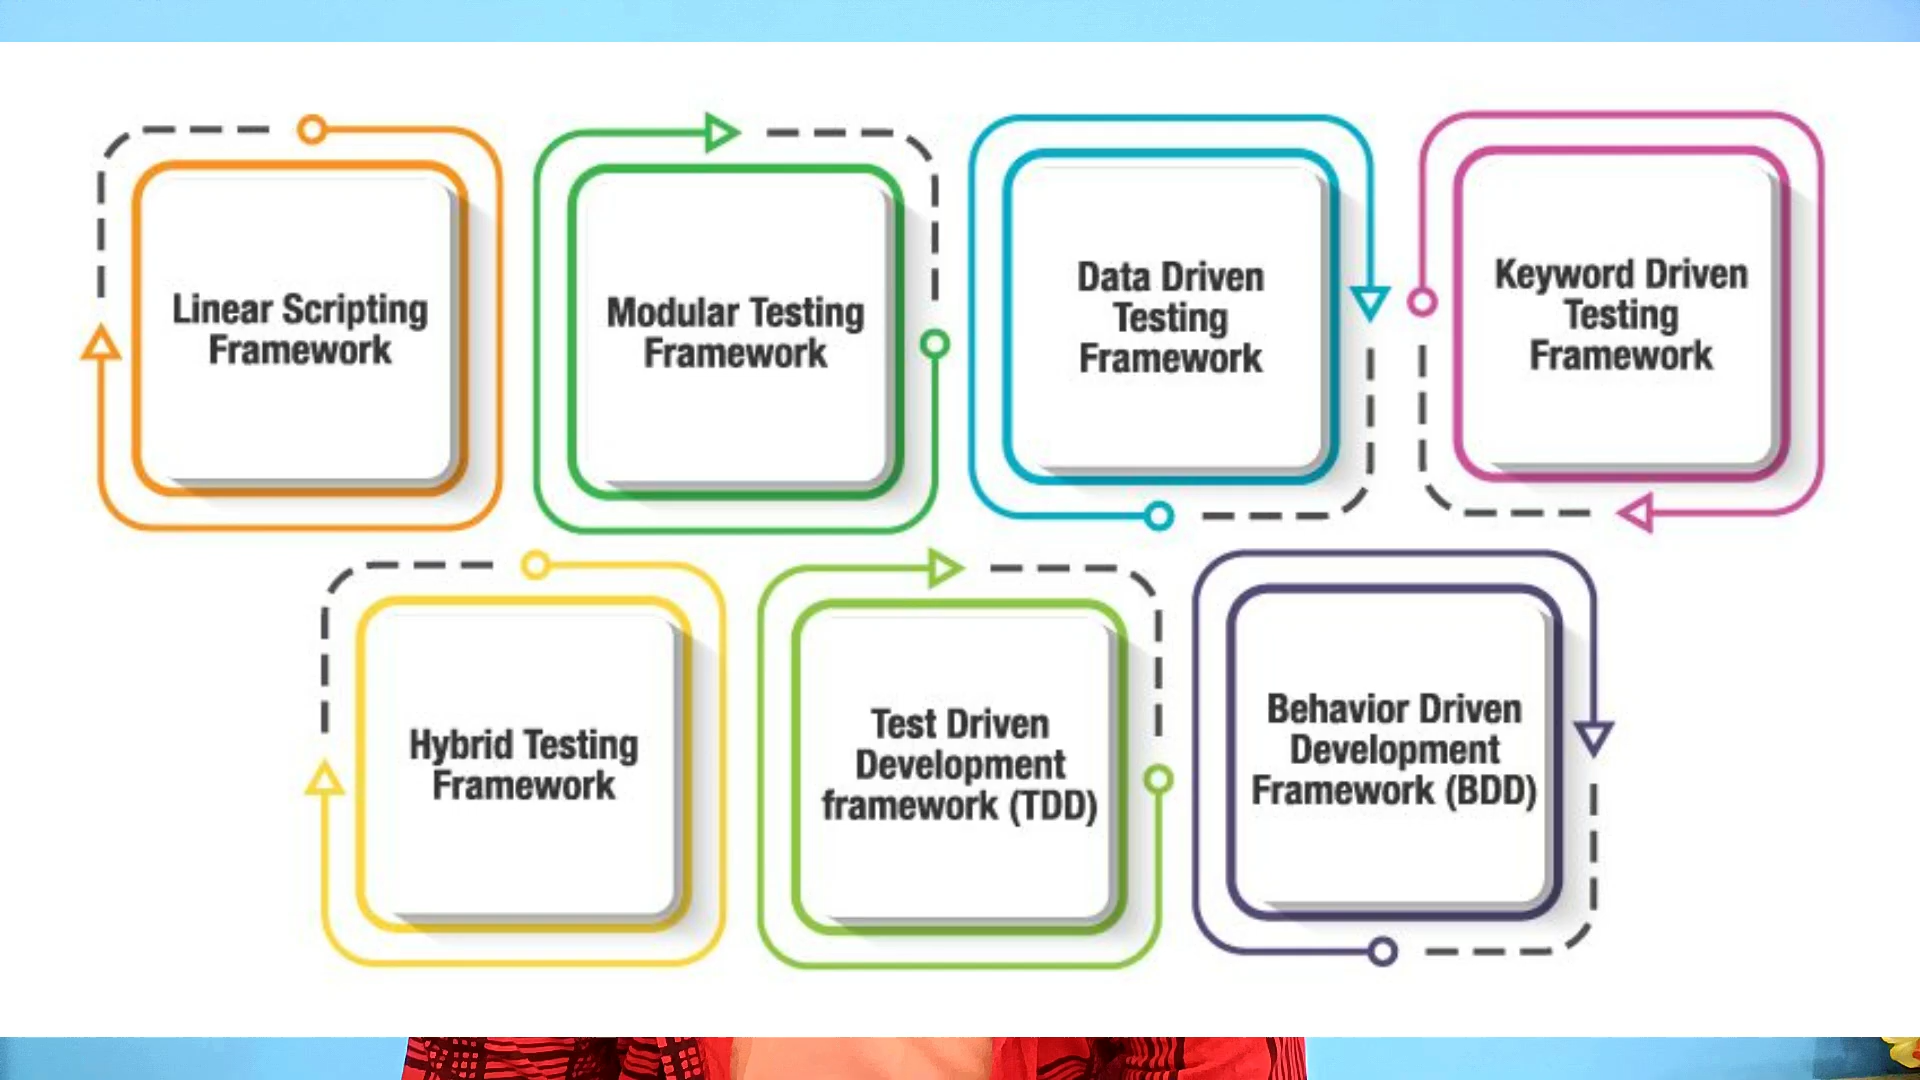 Linear Scripting
Framework
Modular Testing
Framework
Data Driven
Testing
Framework
Keyword Driven
Testing
Framework
Hybrid Testing
Framework
Test Driven
Development
framework (TDD)
Behavior Driven
Development
Framework (BDD)